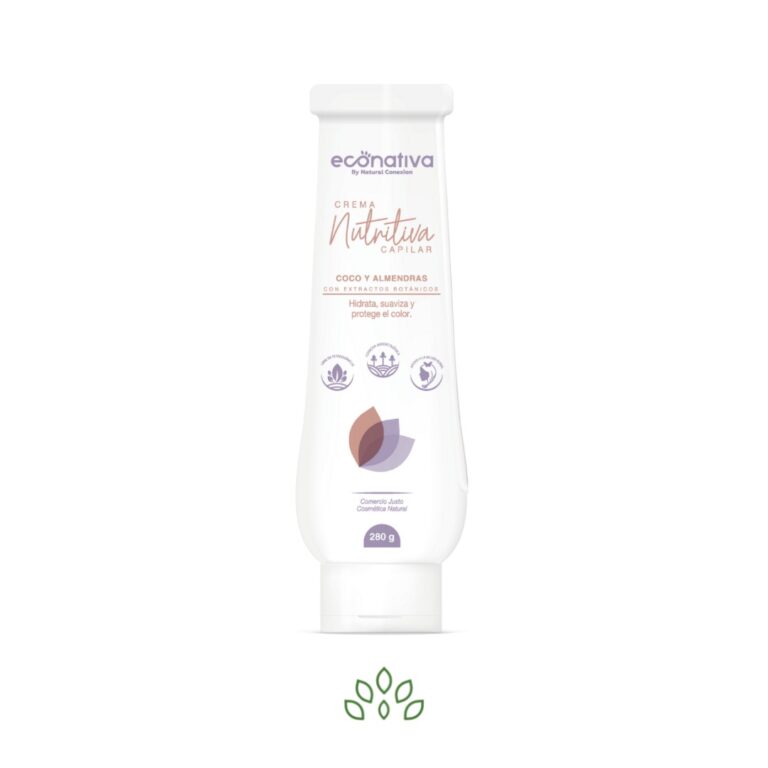 econativa
By Natural Conexion
CREMA
Nutritiva
CAPILAR
COCO Y ALMENDRAS
CON EXTRACTOS BOTÁNICOS
Hidrata, suaviza y
protege el color.
Comercio Justo
Cosmética Natural
280 g